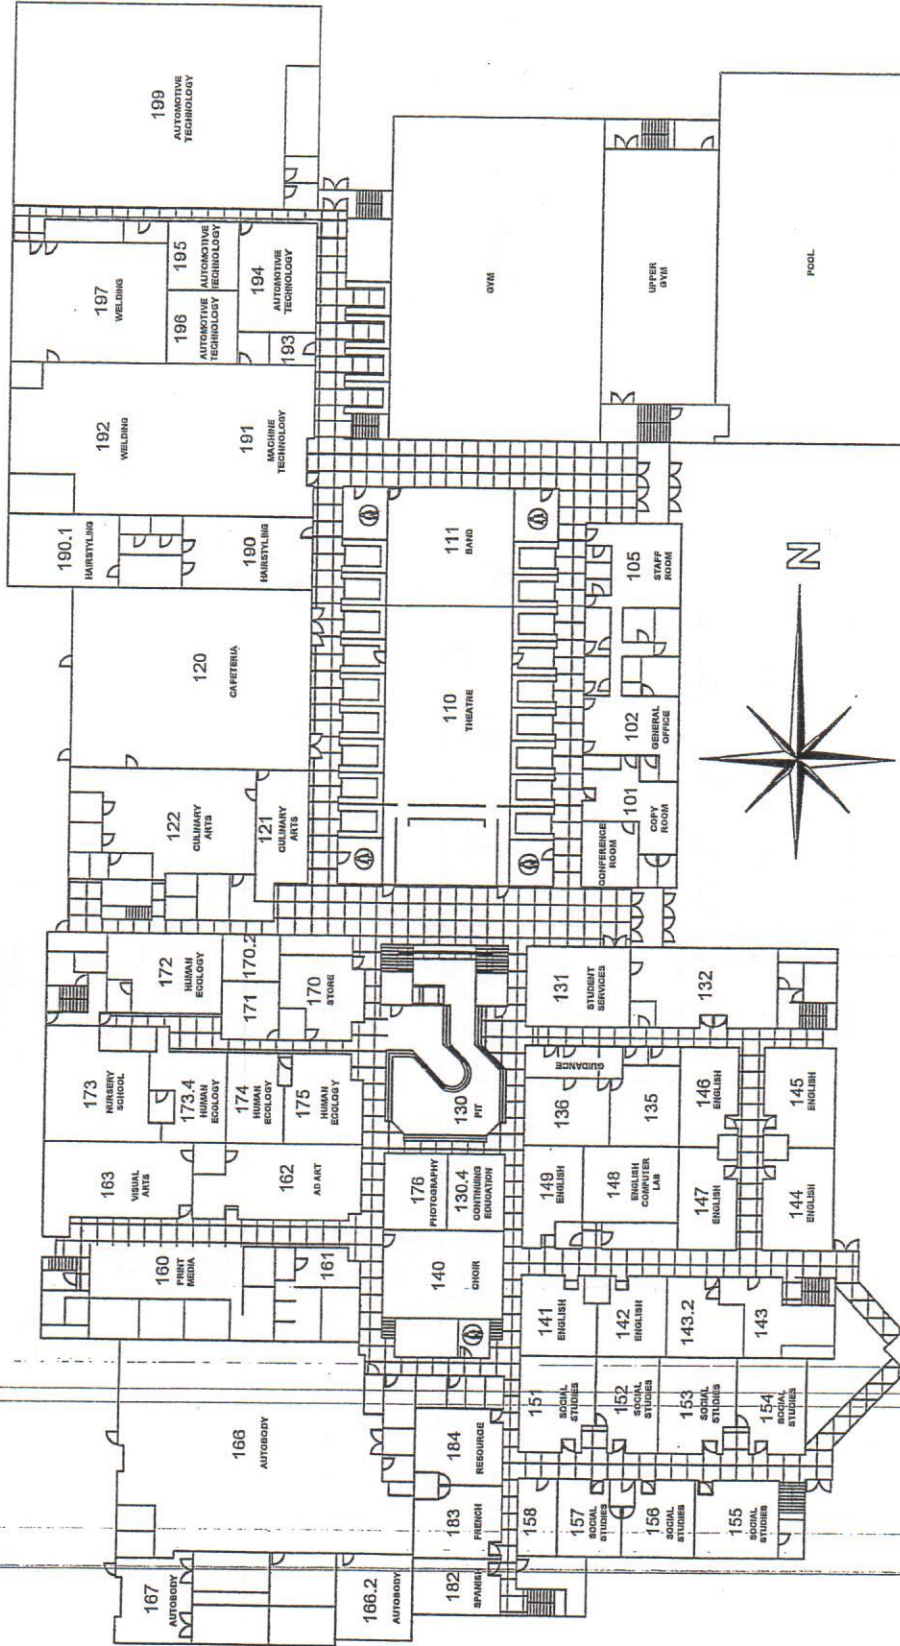 199
AUTOMOTIVE
TECHNOLOGY
197
WELDING
195
AUTOMOTIVE
TECHNOLOGY
196
AUTOMOTIVE
TECHNOLOGY
194
AUTOMOTIVE
TECHNOLOGY
193
192
WELDING
191
MACHINE
TECHNOLOGY
190.1
HAIRSTYLING
190
HAIRSTYLING
GYM
UPPER
GYM
POOL
111
BAND
110
THEATRE
105
STAFF
ROOM
102
GENERAL
OFFICE
101
COPY
ROOM
CONFERENCE
ROOM
N
120
CAFETERIA
122
CULINARY
ARTS
121
CULINARY
ARTS
172
HUMAN
ECOLOGY
170.2
171
170
STORE
173
NURSERY
SCHOOL
173.4
HUMAN
ECOLOGY
174
HUMAN
ECOLOGY
175
HUMAN
ECOLOGY
130
PIT
131
STUDENT
SERVICES
132
GUIDANCE
136
135
146
ENGLISH
145
ENGLISH
163
VISUAL
ARTS
162
AD ART
176
PHOTOGRAPHY
130.4
CONTINUING
EDUCATION
149
ENGLISH
148
ENGLISH
COMPUTER
LAB
147
ENGLISH
144
ENGLISH
160
PRINT
MEDIA
161
140
CHOIR
141
ENGLISH
142
ENGLISH
143.2
143
166
AUTOBODY
184
RESOURCE
183
FRENCH
151
SOCIAL
STUDIES
152
SOCIAL
STUDIES
153
SOCIAL
STUDIES
154
SOCIAL
STUDIES
167
AUTOBODY
166.2
AUTOBODY
182
SPANISH
158
157
SOCIAL
STUDIES
156
SOCIAL
STUDIES
155
SOCIAL
STUDIES